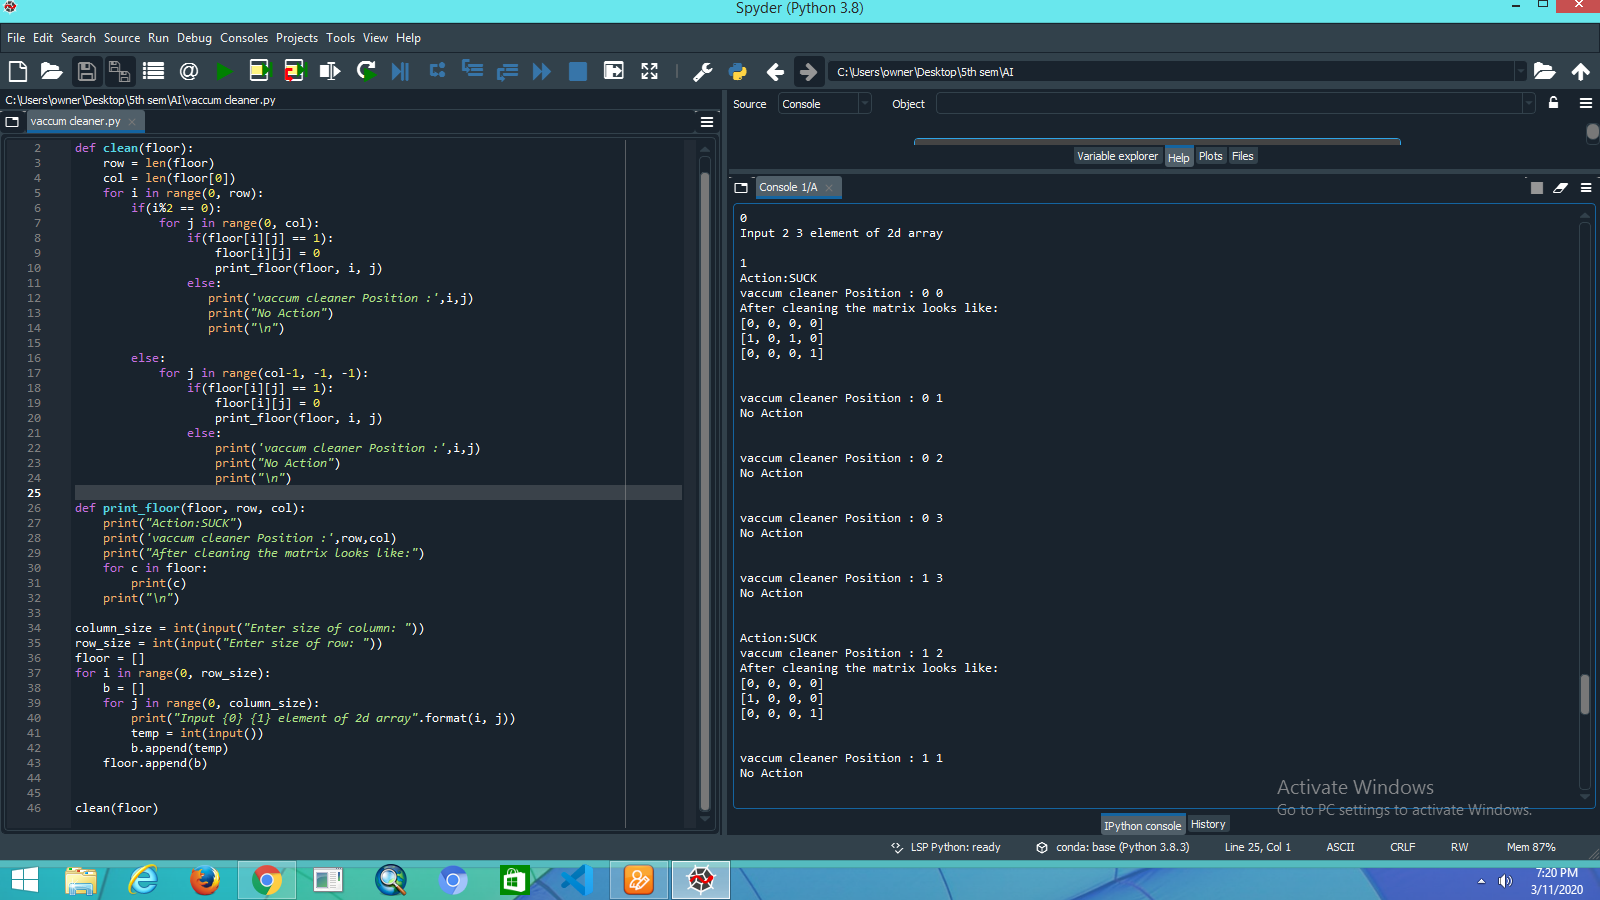 Spyder (Python 3.8)
File Edit Search Source Run Debug Consoles Projects Tools View Help
C:\Users\owner\Desktop\5th sem\AI
C:\Users\owner\Desktop\5th sem\AI\vaccum cleaner.py
vaccum cleaner.py
2 def clean(floor):
3 row = len(floor)
4 col = len(floor[0])
5 for i in range(0, row):
6 if(i%2 == 0):
7 for j in range(0, col):
8 if(floor[i][j] == 1):
9 floor[i][j] = 0
10 print_floor(floor, i, j)
11 else:
12 print('vaccum cleaner Position :',i,j)
13 print("No Action")
14 print("\n")
15
16 else:
17 for j in range(col-1, -1, -1):
18 if(floor[i][j] == 1):
19 floor[i][j] = 0
20 print_floor(floor, i, j)
21 else:
22 print('vaccum cleaner Position :',i,j)
23 print("No Action")
24 print("\n")
25
26 def print_floor(floor, row, col):
27 print("Action:SUCK")
28 print('vaccum cleaner Position :',row,col)
29 print("After cleaning the matrix looks like:")
30 for c in floor:
31 print(c)
32 print("\n")
33
34 column_size = int(input("Enter size of column: "))
35 row_size = int(input("Enter size of row: "))
36 floor = []
37 for i in range(0, row_size):
38 b = []
39 for j in range(0, column_size):
40 print("Input {0} {1} element of 2d array".format(i, j))
41 temp = int(input())
42 b.append(temp)
43 floor.append(b)
44
45
46 clean(floor)
Source Console Object
Variable explorer Help Plots Files
Console 1/A
0
Input 2 3 element of 2d array
1
Action:SUCK
vaccum cleaner Position : 0 0
After cleaning the matrix looks like:
[0, 0, 0, 0]
[1, 0, 1, 0]
[0, 0, 0, 1]
vaccum cleaner Position : 0 1
No Action
vaccum cleaner Position : 0 2
No Action
vaccum cleaner Position : 0 3
No Action
vaccum cleaner Position : 1 3
No Action
Action:SUCK
vaccum cleaner Position : 1 2
After cleaning the matrix looks like:
[0, 0, 0, 0]
[1, 0, 0, 0]
[0, 0, 0, 1]
vaccum cleaner Position : 1 1
No Action
Activate Windows
Go to PC settings to activate Windows.
IPython console History
LSP Python: ready conda: base (Python 3.8.3) Line 25, Col 1 ASCII CRLF RW Mem 87%
7:20 PM
3/11/2020